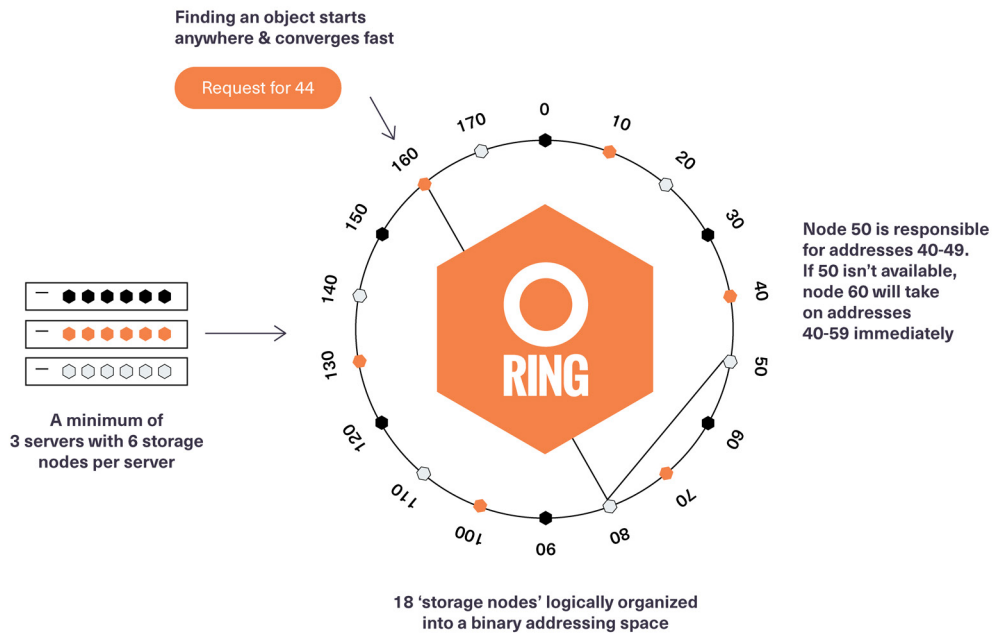 Finding an object starts
anywhere & converges fast
Request for 44
0
10
20
30
40
50
60
70
80
90
100
110
120
130
140
150
160
170
RING
Node 50 is responsible
for addresses 40-49.
If 50 isn’t available,
node 60 will take
on addresses
40-59 immediately
A minimum of
3 servers with 6 storage
nodes per server
18 ‘storage nodes’ logically organized
into a binary addressing space